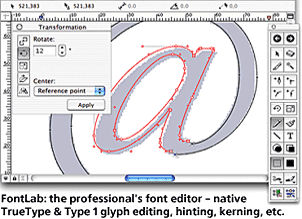 521,383
521,383
Transformation
Rotate:
12
°
Center:
Reference point
Apply
FontLab: the professional's font editor – native
TrueType & Type 1 glyph editing, hinting, kerning, etc.